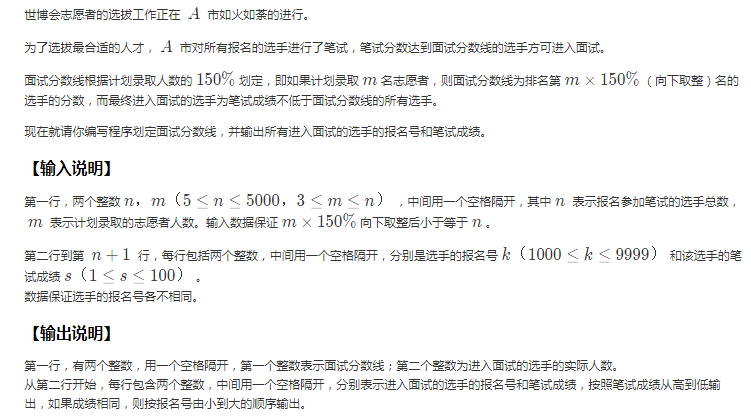 世博会志愿者的选拔工作正在 A 市如火如荼的进行。
为了选拔最合适的人才， A 市对所有报名的选手进行了笔试，笔试分数达到面试分数线的选手方可进入面试。
面试分数线根据计划录取人数的 150% 划定，即如果计划录取 m 名志愿者，则面试分数线为排名第 m × 150% （向下取整）名的
选手的分数，而最终进入面试的选手为笔试成绩不低于面试分数线的所有选手。
现在就请你编写程序划定面试分数线，并输出所有进入面试的选手的报名号和笔试成绩。
【输入说明】
第一行，两个整数 n， m（5 ≤ n ≤ 5000，3 ≤ m ≤ n） ，中间用一个空格隔开，其中 n 表示报名参加笔试的选手总数，
m 表示计划录取的志愿者人数。输入数据保证 m × 150% 向下取整后小于等于 n 。
第二行到第 n + 1 行，每行包括两个整数，中间用一个空格隔开，分别是选手的报名号 k（1000 ≤ k ≤ 9999） 和该选手的笔
试成绩 s（1 ≤ s ≤ 100） 。
数据保证选手的报名号各不相同。
【输出说明】
第一行，有两个整数，用一个空格隔开，第一个整数表示面试分数线；第二个整数为进入面试的选手的实际人数。
从第二行开始，每行包含两个整数，中间用一个空格隔开，分别表示进入面试的选手的报名号和笔试成绩，按照笔试成绩从高到低输
出，如果成绩相同，则按报名号由小到大的顺序输出。